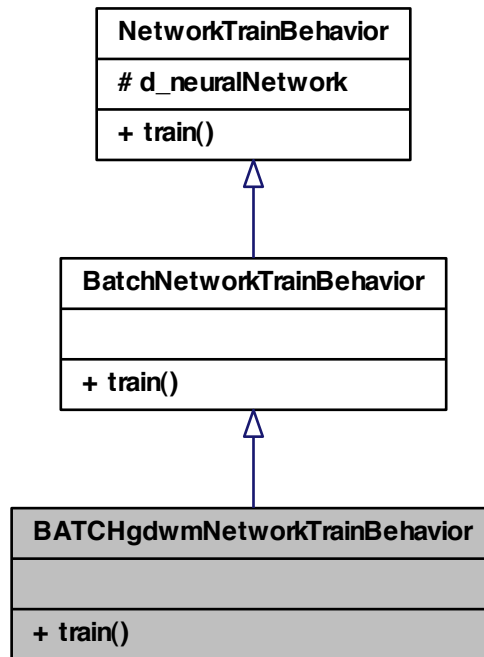 NetworkTrainBehavior
# d_neuralNetwork
+ train()
BatchNetworkTrainBehavior
+ train()
BATCHgdwmNetworkTrainBehavior
+ train()